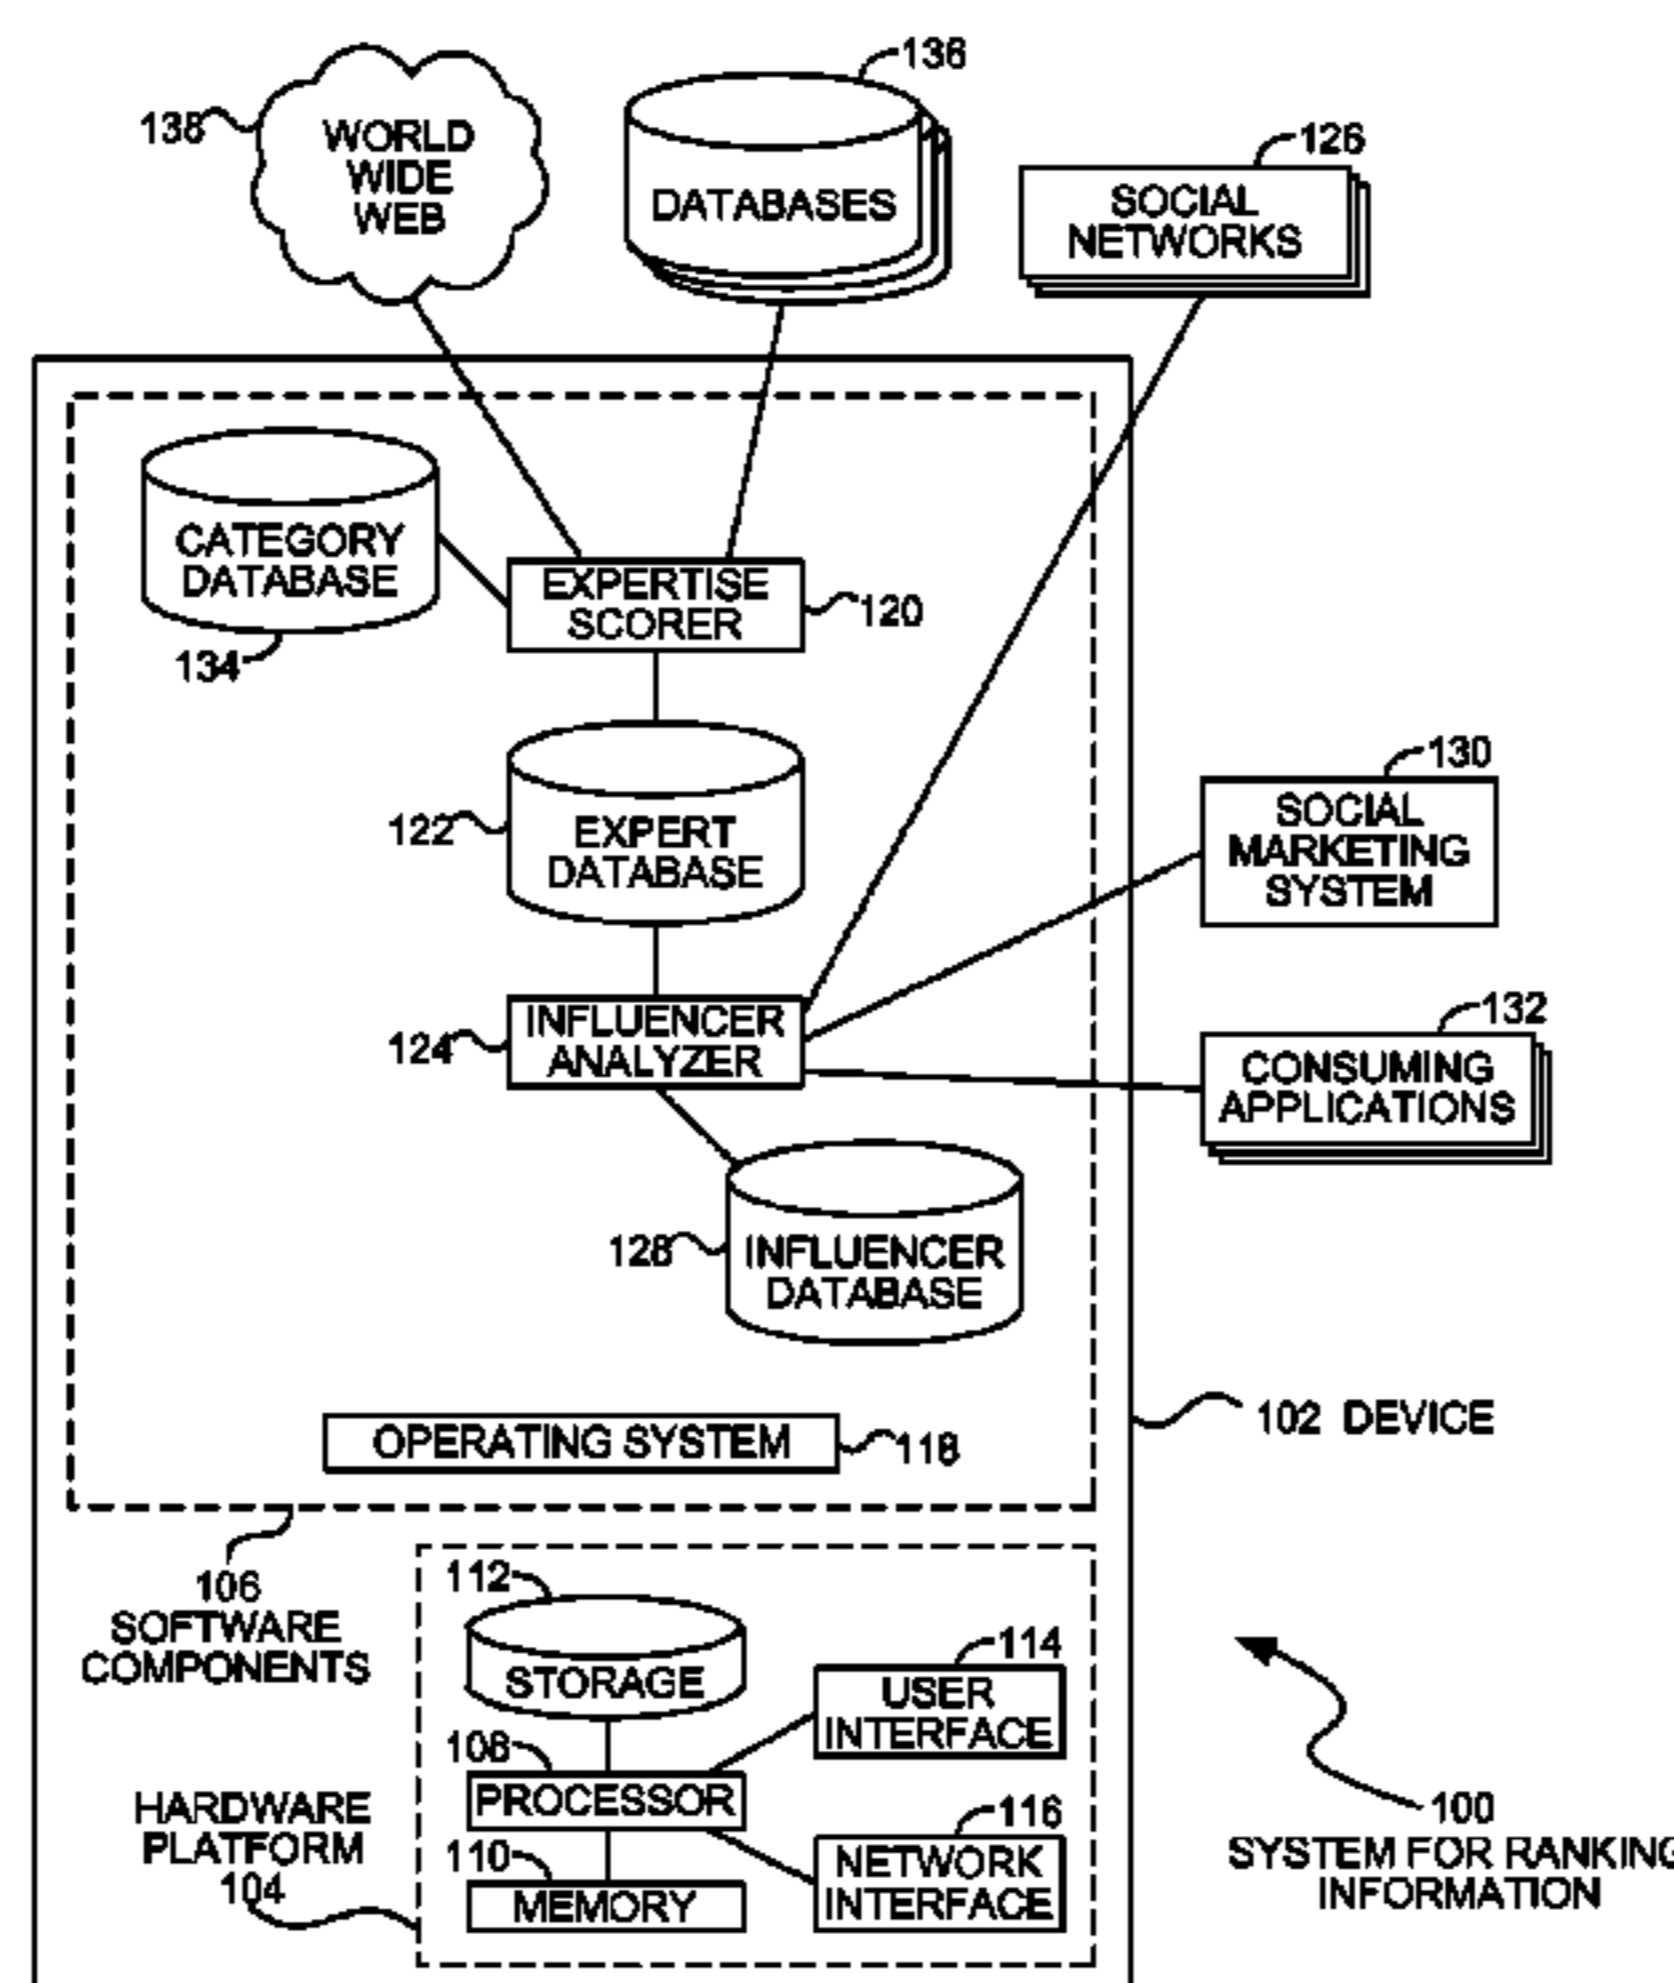 136
138
WORLD
WIDE
WEB
DATABASES
126
SOCIAL
NETWORKS
CATEGORY
DATABASE
134
EXPERTISE
SCORER
120
122
EXPERT
DATABASE
130
SOCIAL
MARKETING
SYSTEM
124
INFLUENCER
ANALYZER
132
CONSUMING
APPLICATIONS
128
INFLUENCER
DATABASE
102 DEVICE
OPERATING SYSTEM
118
106
SOFTWARE
COMPONENTS
112
STORAGE
114
USER
INTERFACE
108
PROCESSOR
HARDWARE
PLATFORM
104
110
MEMORY
116
NETWORK
INTERFACE
100
SYSTEM FOR RANKING
INFORMATION